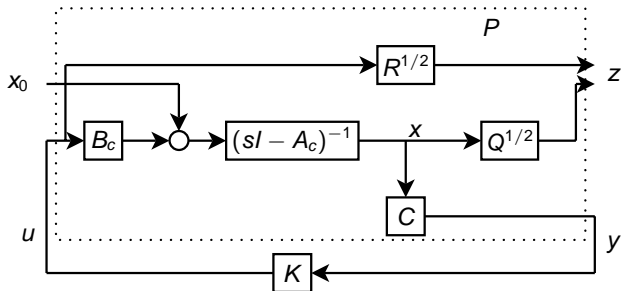 P
R^{1/2}
x_0
z
B_c
(sI − A_c)^{−1}
x
Q^{1/2}
C
u
y
K